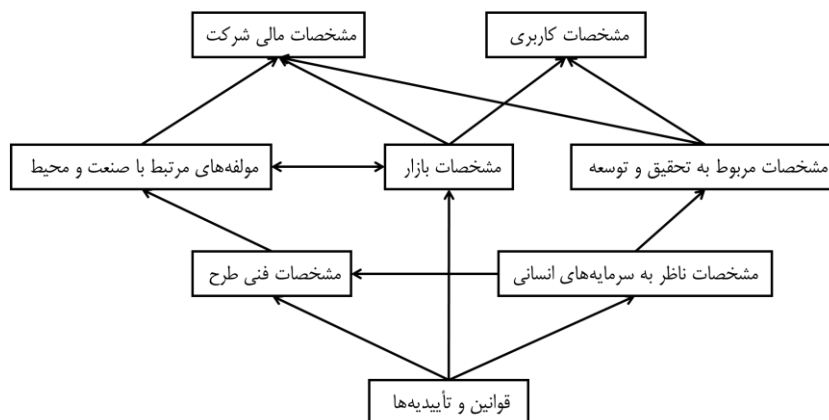 مشخصات کاربری
مشخصات مالی شرکت
مشخصات مربوط به تحقیق و توسعه
مشخصات بازار
مولفه‌های مرتبط با صنعت و محیط
مشخصات ناظر به سرمایه‌های انسانی
مشخصات فنی طرح
قوانین و تأییدیه‌ها